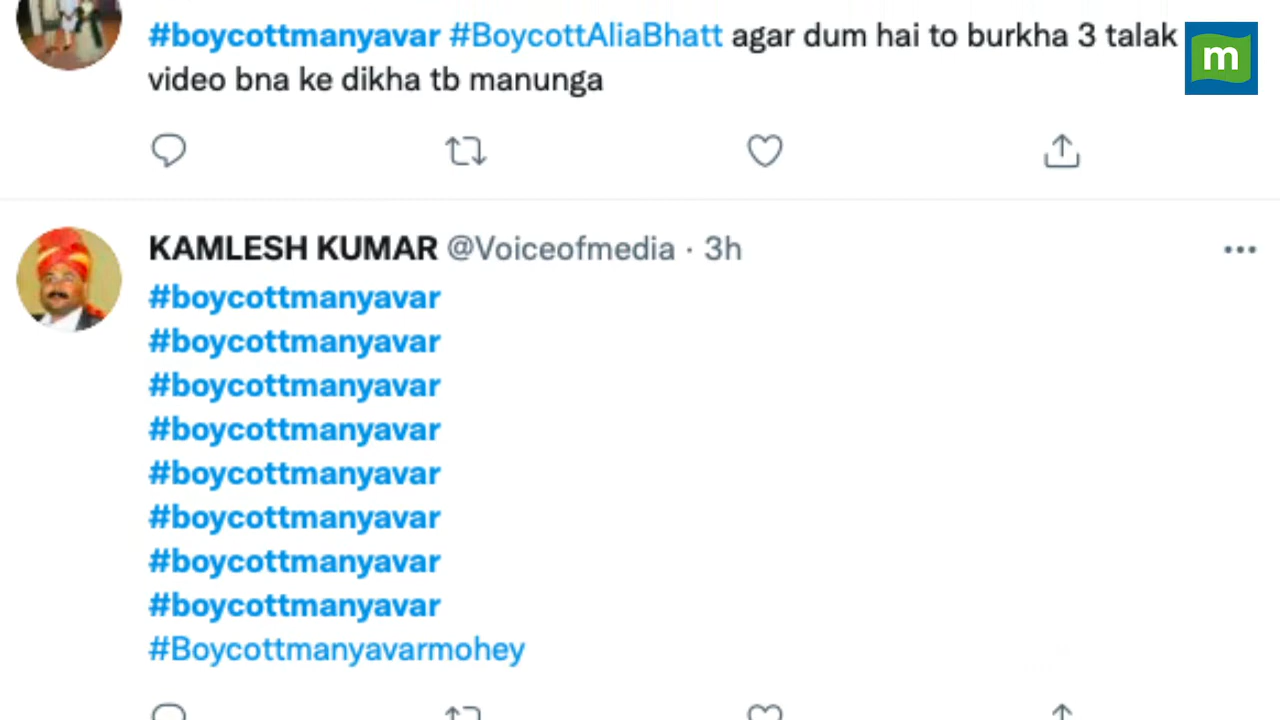 #boycottmanyavar #BoycottAliaBhatt agar dum hai to burkha 3 talak
video bna ke dikha tb manunga
m
KAMLESH KUMAR @Voiceofmedia · 3h
#boycottmanyavar
#boycottmanyavar
#boycottmanyavar
#boycottmanyavar
#boycottmanyavar
#boycottmanyavar
#boycottmanyavar
#boycottmanyavar
#Boycottmanyavarmohey